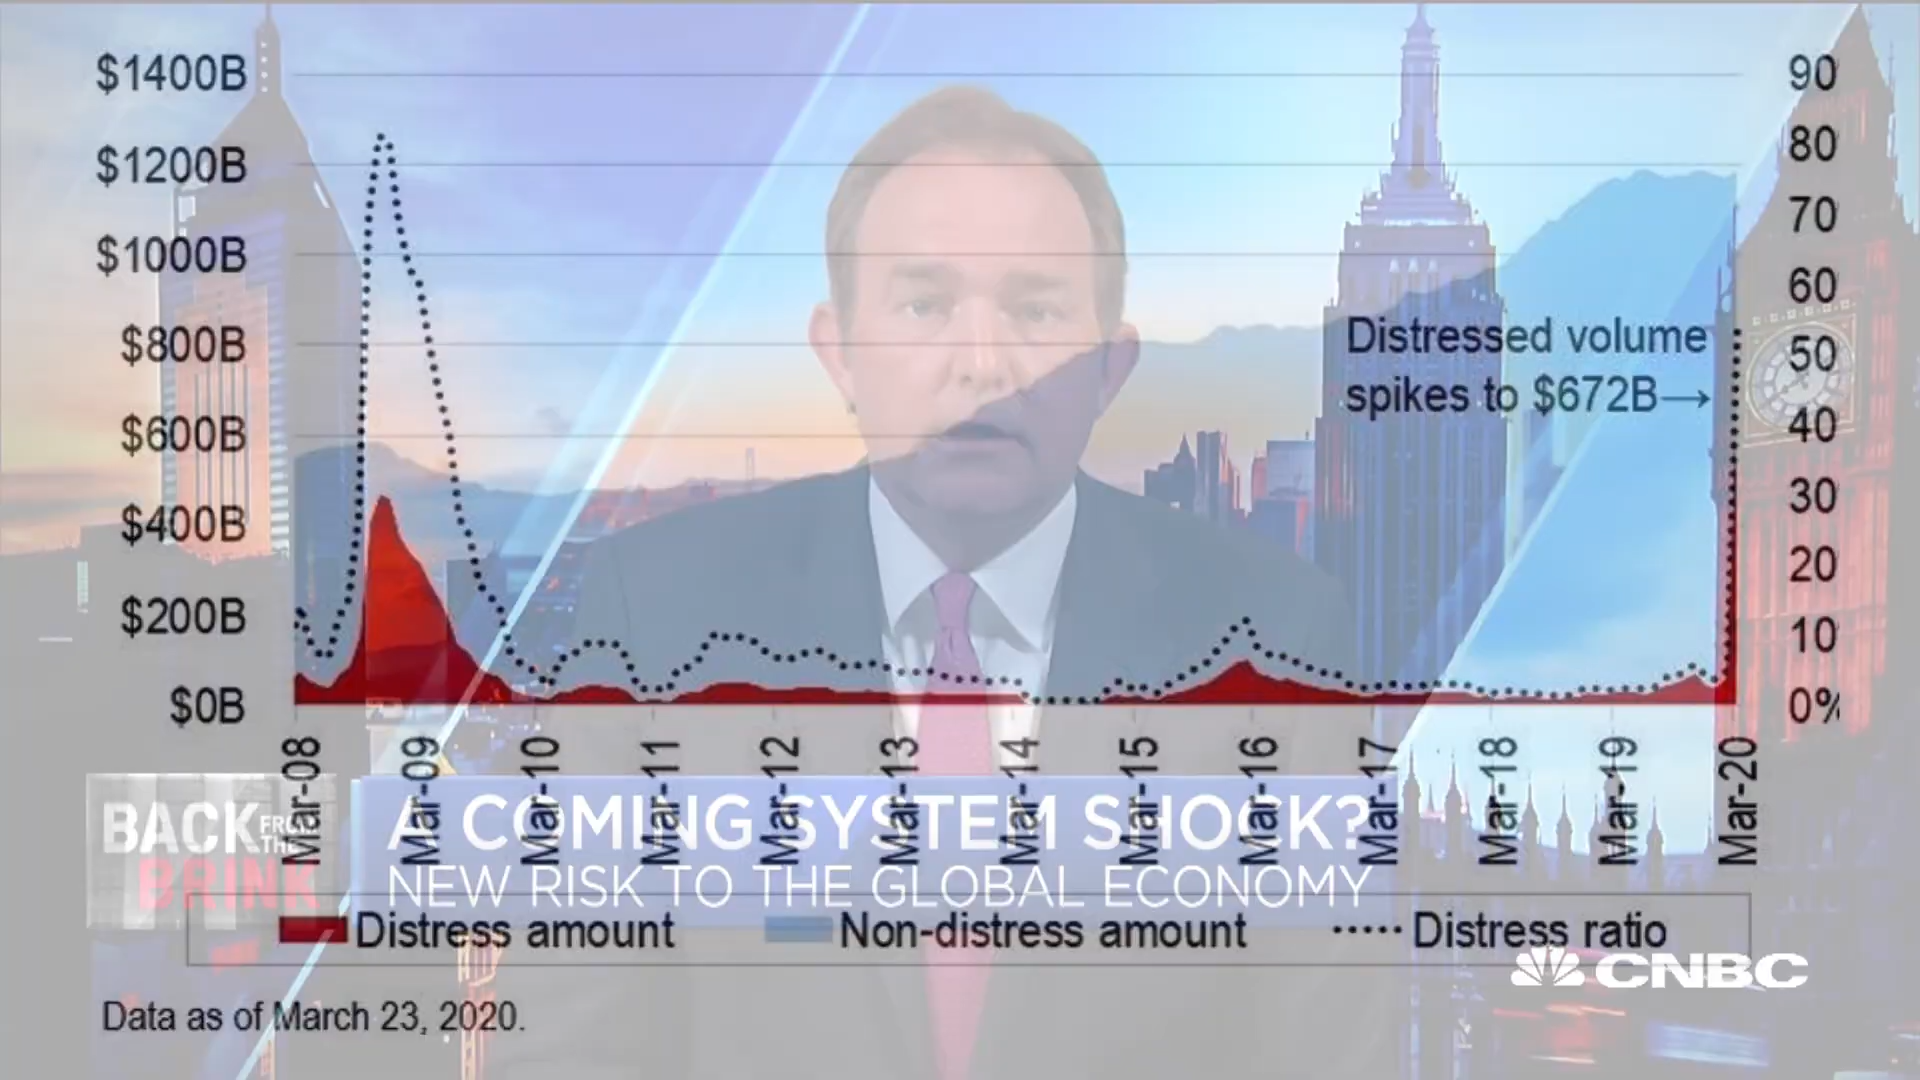 $1400B
$1200B
$1000B
$800B
$600B
$400B
$200B
$0B
90
80
70
60
50
40
30
20
10
0%
Distressed volume
spikes to $672B→
Mar-08
Mar-09
Mar-10
Mar-11
Mar-12
Mar-13
Mar-14
Mar-15
Mar-16
Mar-17
Mar-18
Mar-19
Mar-20
BACK FROM THE
BRINK
A COMING SYSTEM SHOCK?
NEW RISK TO THE GLOBAL ECONOMY
Distress amount
Non-distress amount
Distress ratio
CNBC
Data as of March 23, 2020.